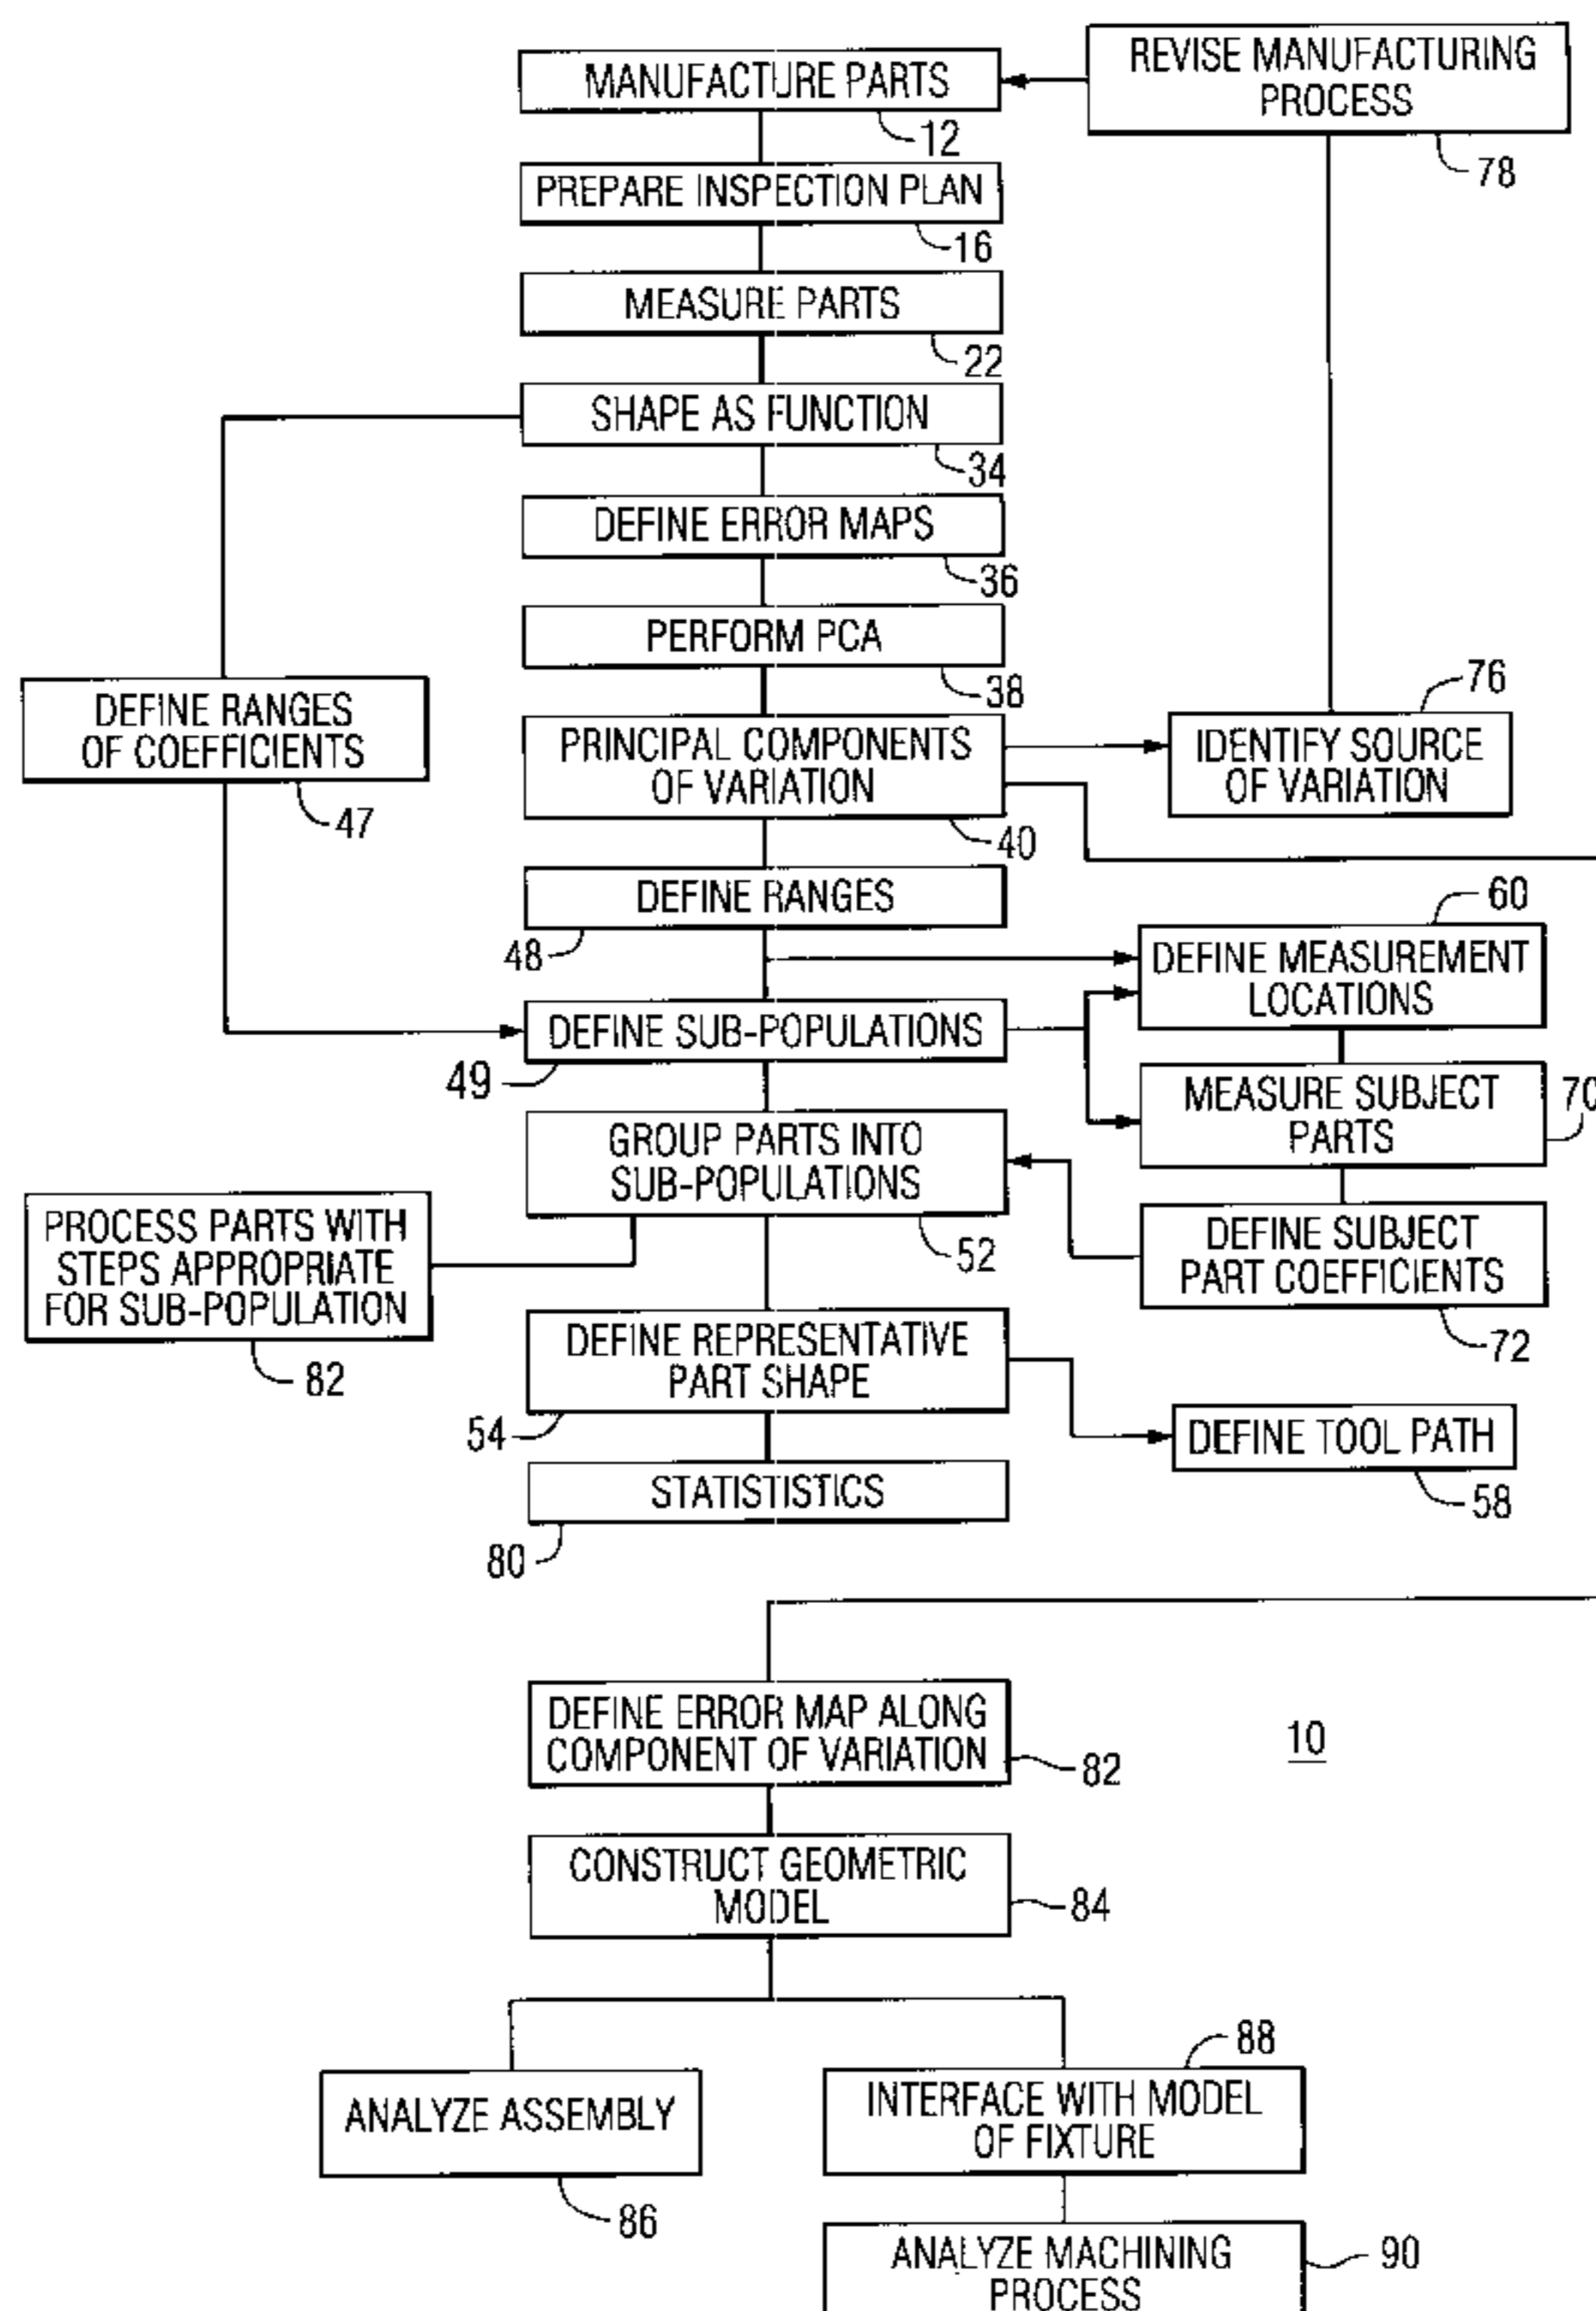 MANUFACTURE PARTS
12
REVISE MANUFACTURING
PROCESS
78
PREPARE INSPECTION PLAN
16
MEASURE PARTS
22
SHAPE AS FUNCTION
34
DEFINE ERROR MAPS
36
PERFORM PCA
38
DEFINE RANGES
OF COEFFICIENTS
47
PRINCIPAL COMPONENTS
OF VARIATION
40
76
IDENTIFY SOURCE
OF VARIATION
DEFINE RANGES
48
60
DEFINE MEASUREMENT
LOCATIONS
DEFINE SUB-POPULATIONS
49
MEASURE SUBJECT
PARTS
70
GROUP PARTS INTO
SUB-POPULATIONS
52
PROCESS PARTS WITH
STEPS APPROPRIATE
FOR SUB-POPULATION
82
DEFINE SUBJECT
PART COEFFICIENTS
72
DEFINE REPRESENTATIVE
PART SHAPE
54
DEFINE TOOL PATH
58
STATISTISTICS
80
DEFINE ERROR MAP ALONG
COMPONENT OF VARIATION
82
10
CONSTRUCT GEOMETRIC
MODEL
84
ANALYZE ASSEMBLY
86
88
INTERFACE WITH MODEL
OF FIXTURE
ANALYZE MACHINING
PROCESS
90